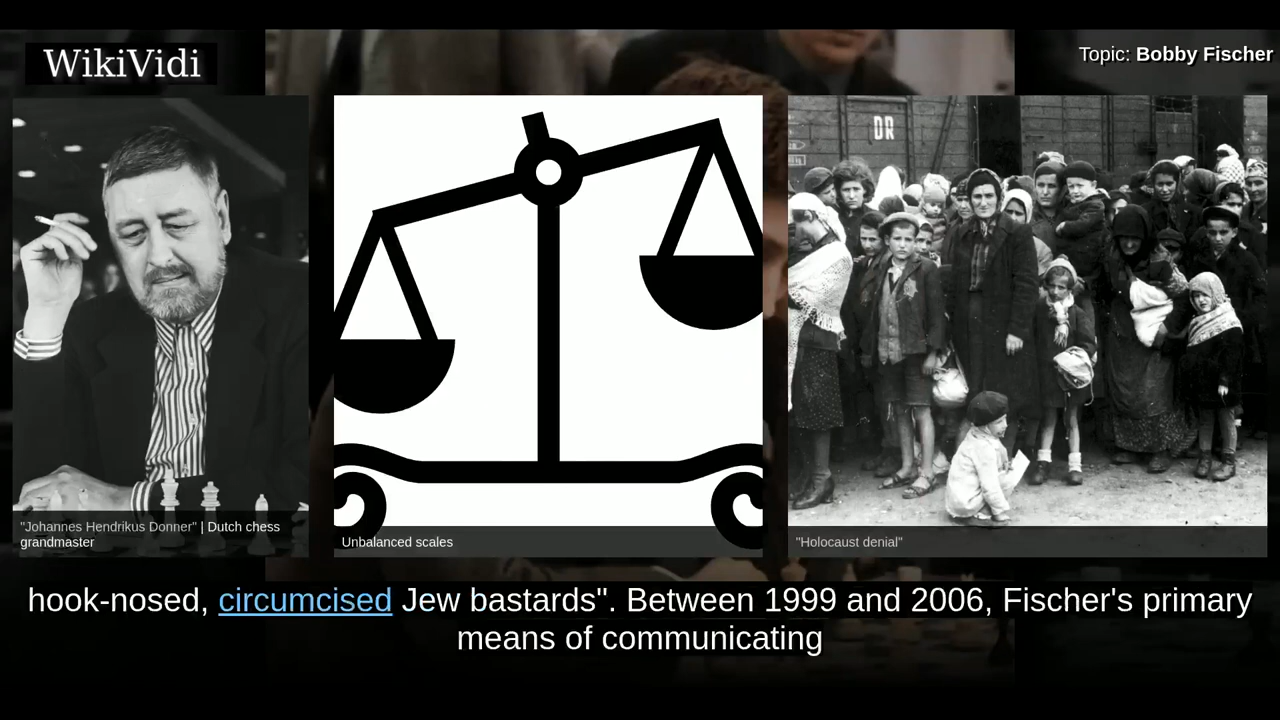 WikiVidi
Topic: Bobby Fischer
DR
"Johannes Hendrikus Donner" | Dutch chess
grandmaster
Unbalanced scales
"Holocaust denial"
hook-nosed, circumcised Jew bastards". Between 1999 and 2006, Fischer's primary
means of communicating